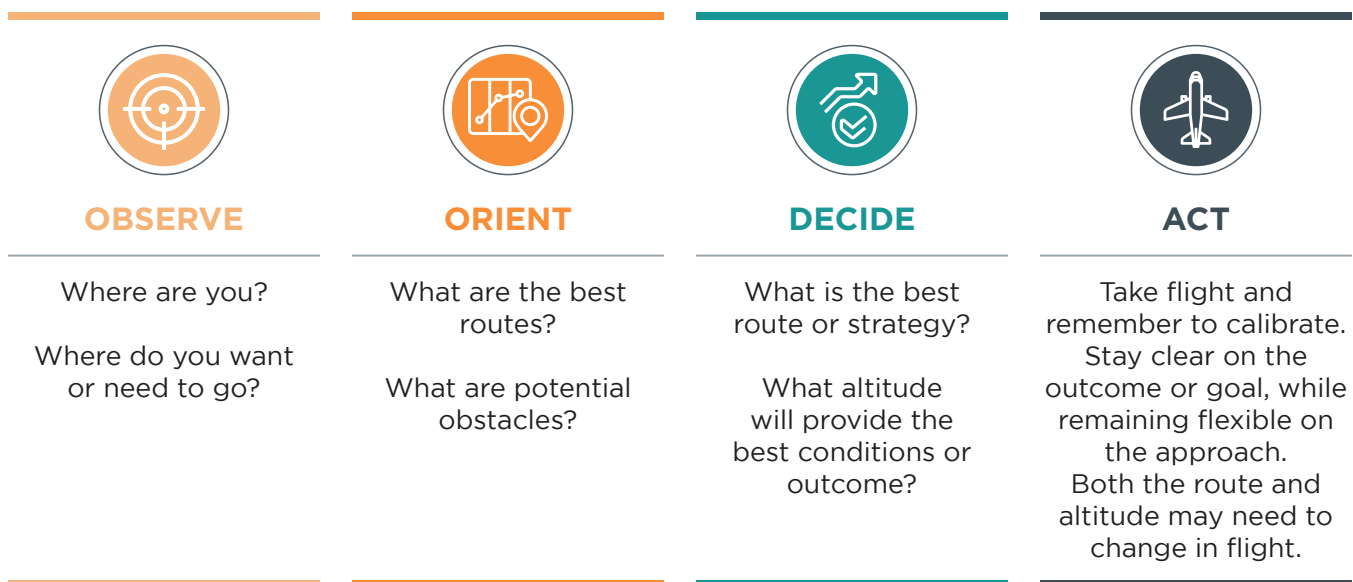 OBSERVE
Where are you?
Where do you want
or need to go?
ORIENT
What are the best
routes?
What are potential
obstacles?
DECIDE
What is the best
route or strategy?
What altitude
will provide the
best conditions or
outcome?
ACT
Take flight and
remember to calibrate.
Stay clear on the
outcome or goal, while
remaining flexible on
the approach.
Both the route and
altitude may need to
change in flight.